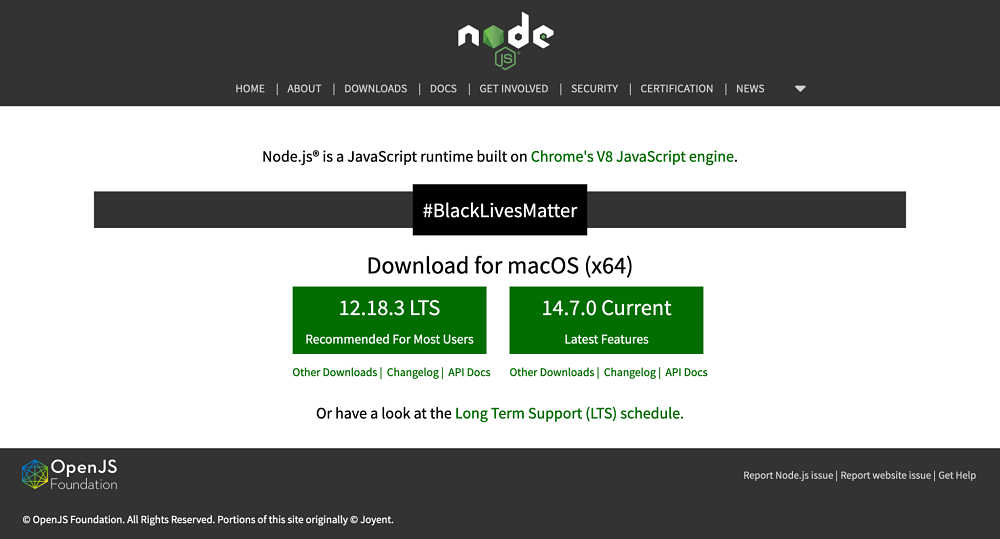 node
JS
HOME | ABOUT | DOWNLOADS | DOCS | GET INVOLVED | SECURITY | CERTIFICATION | NEWS
Node.js® is a JavaScript runtime built on Chrome's V8 JavaScript engine.
#BlackLivesMatter
Download for macOS (x64)
12.18.3 LTS
Recommended For Most Users
14.7.0 Current
Latest Features
Other Downloads | Changelog | API Docs
Other Downloads | Changelog | API Docs
Or have a look at the Long Term Support (LTS) schedule.
OpenJS
Foundation
Report Node.js issue | Report website issue | Get Help
© OpenJS Foundation. All Rights Reserved. Portions of this site originally © Joyent.